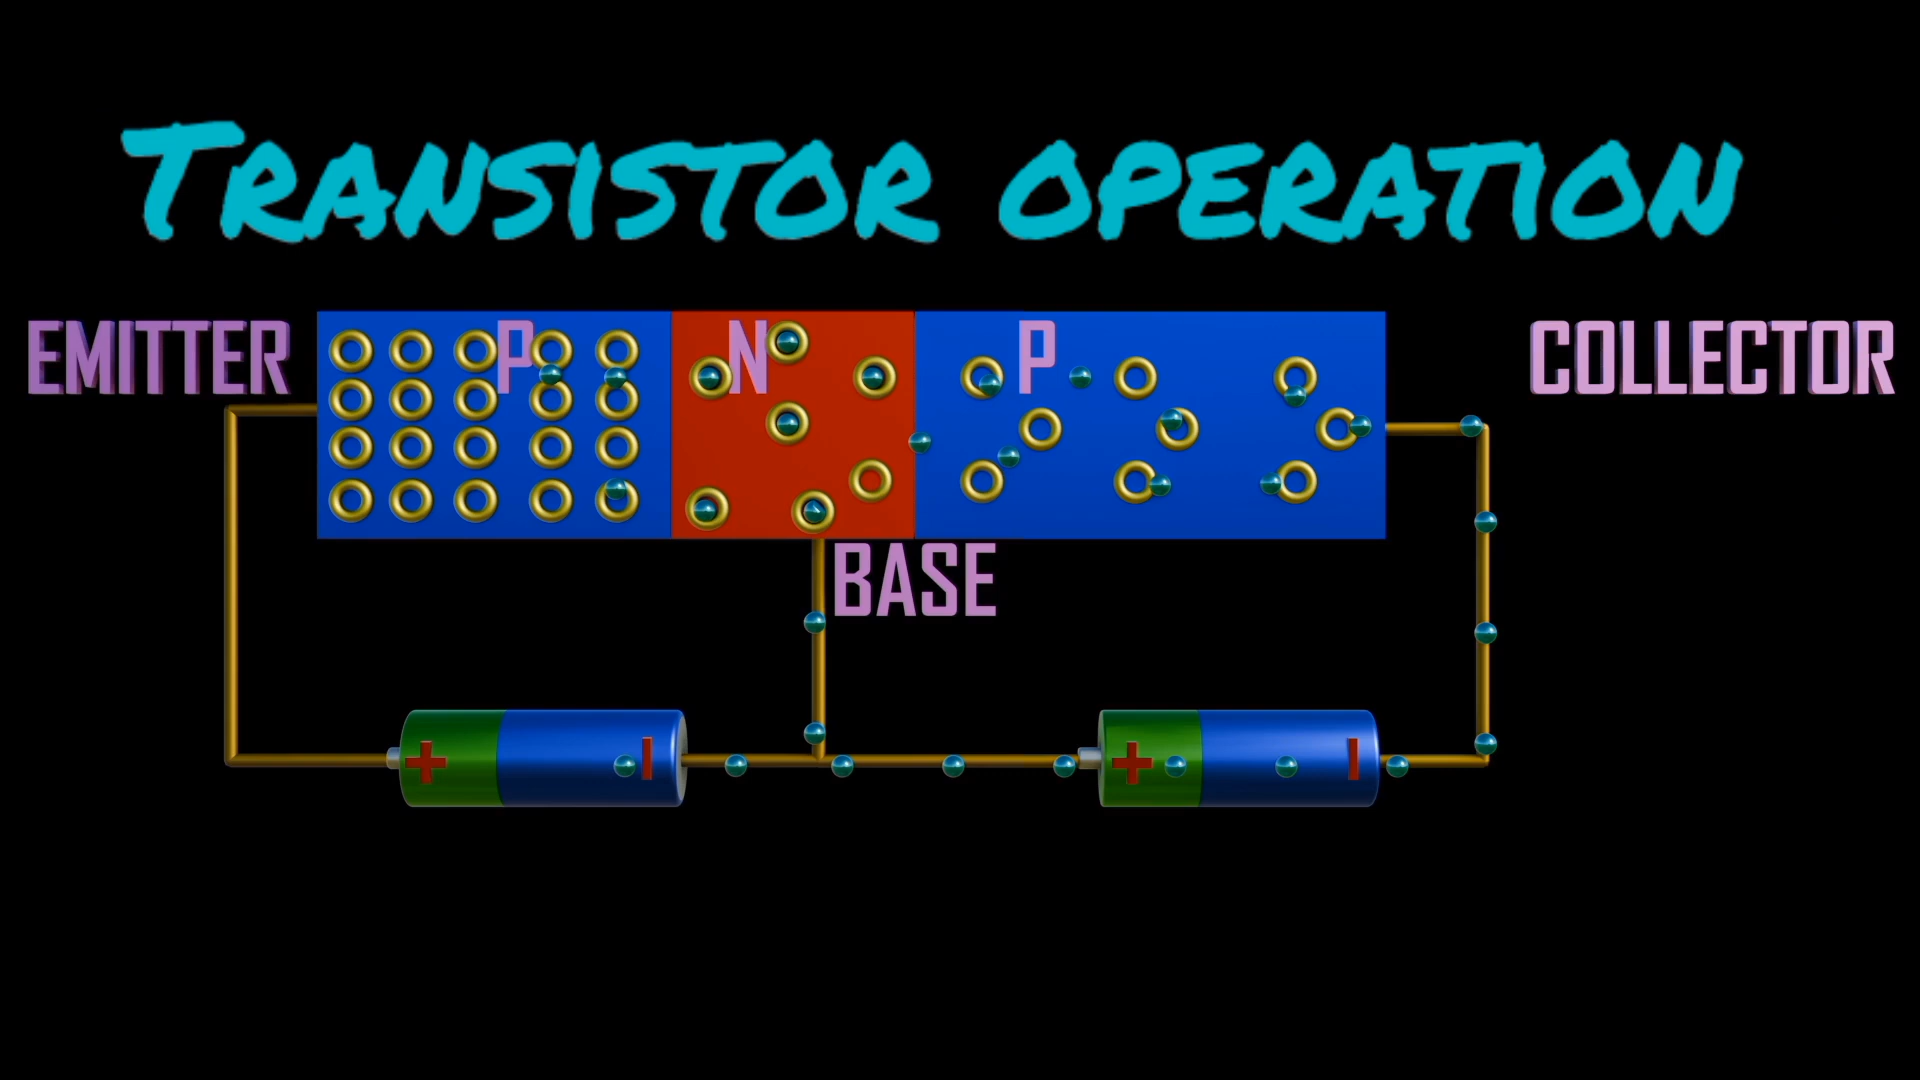 TRANSISTOR OPERATION
EMITTER
P
N
P
COLLECTOR
BASE
+
-
+
-